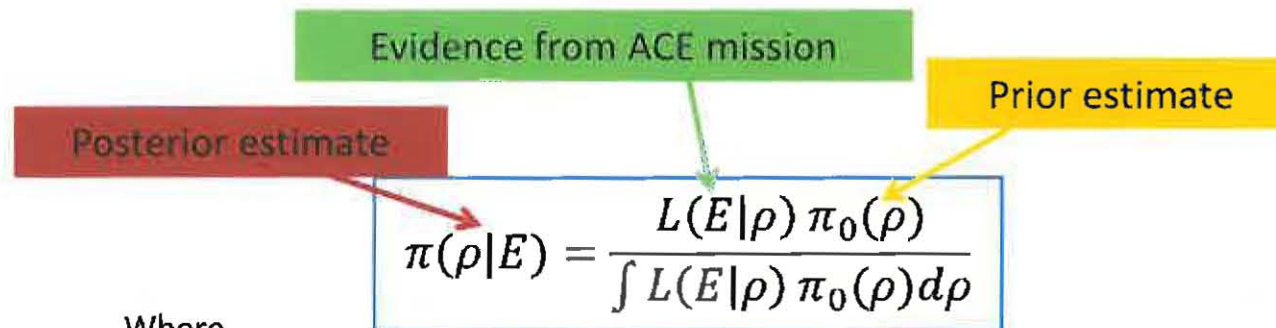 Evidence from ACE mission
Prior estimate
Posterior estimate
π(ρ|E) = L(E|ρ) π₀(ρ) / ∫ L(E|ρ) π₀(ρ)dρ
Where